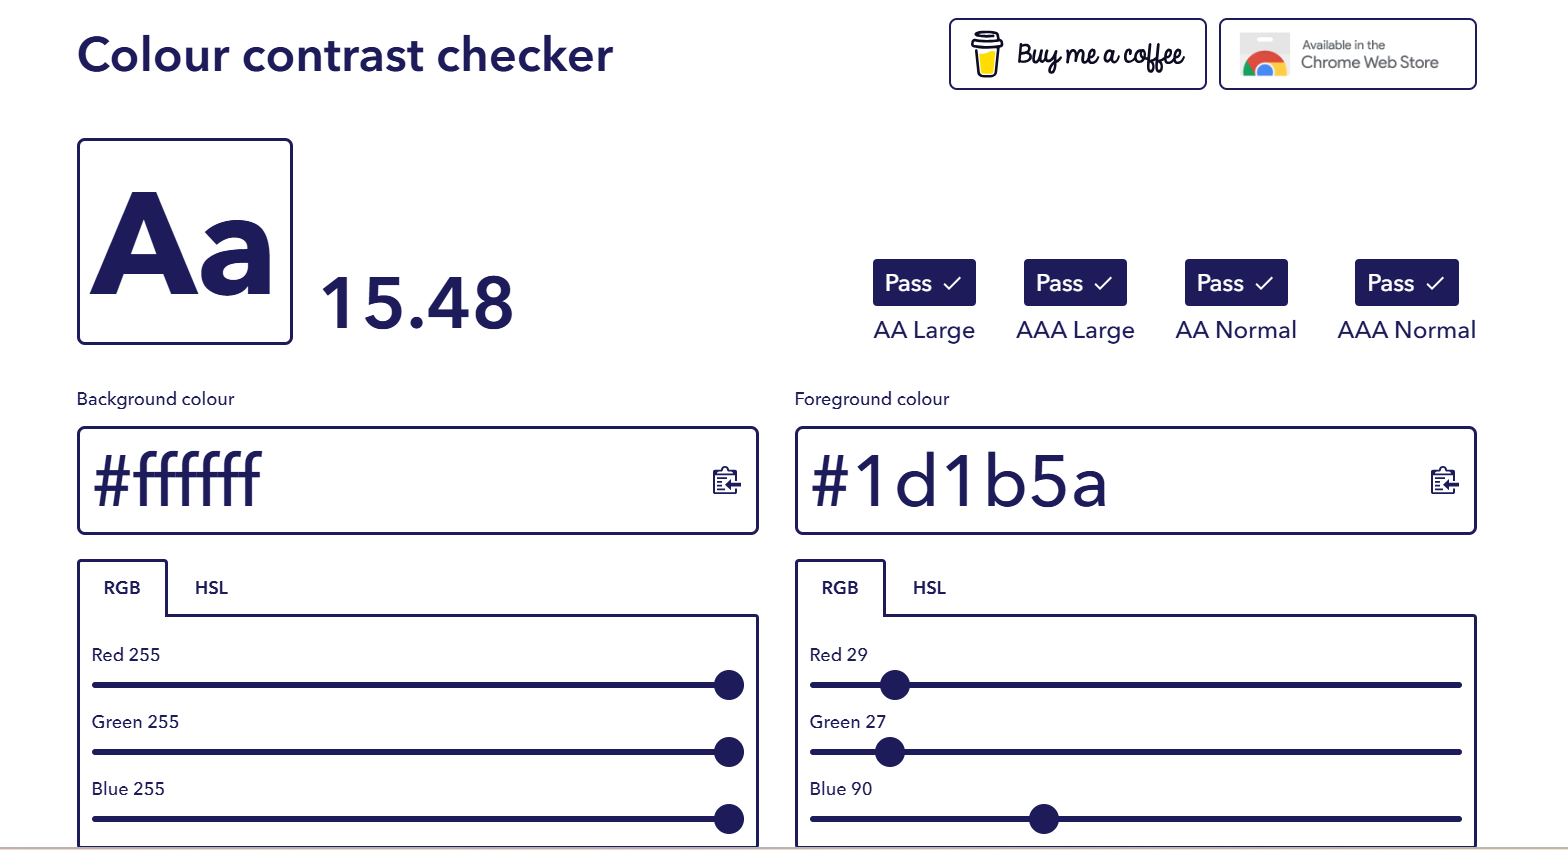 Colour contrast checker
Buy me a coffee
Available in the
Chrome Web Store
Aa
15.48
Pass
AA Large
Pass
AAA Large
Pass
AA Normal
Pass
AAA Normal
Background colour
#ffffff
RGB HSL
Red 255
Green 255
Blue 255
Foreground colour
#1d1b5a
RGB HSL
Red 29
Green 27
Blue 90